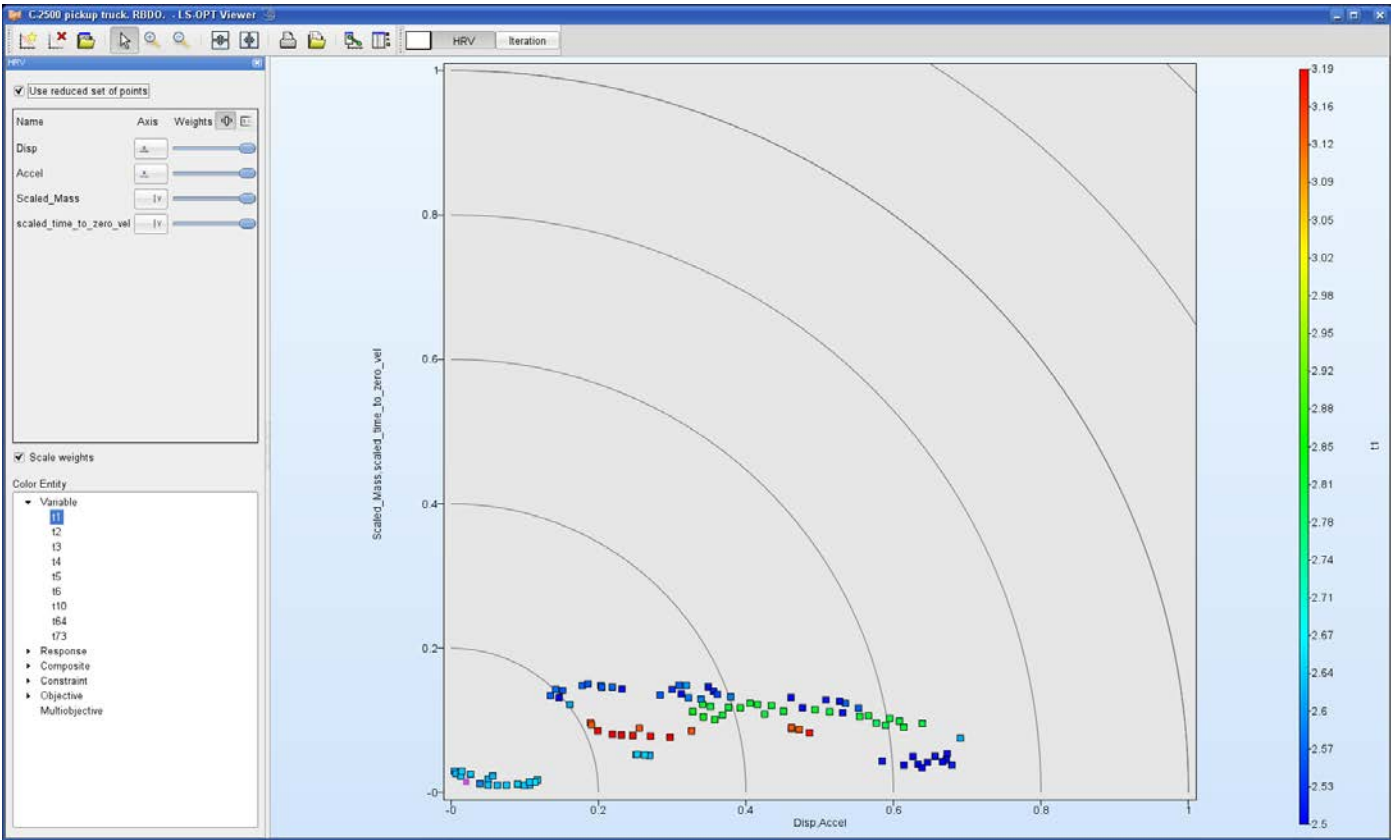 C-2500 pickup truck. RBDO. - LS-OPT Viewer
HRV Iteration
HRV
Use reduced set of points
Name Axis Weights
Disp
Accel
Scaled_Mass
scaled_time_to_zero_vel
Scale weights
Color Entity
Variable
t1
t2
t3
t4
t5
t6
t10
t64
t73
Response
Composite
Constraint
Objective
Multiobjective
Scaled_Mass,scaled_time_to_zero_vel
1
0.8
0.6
0.4
0.2
-0
-0 0.2 0.4 0.6 0.8 1
Disp,Accel
3.19
3.16
3.12
3.09
3.05
3.02
2.98
2.95
2.92
2.88
2.85
2.81
2.78
2.74
2.71
2.67
2.64
2.6
2.57
2.53
2.5
t1